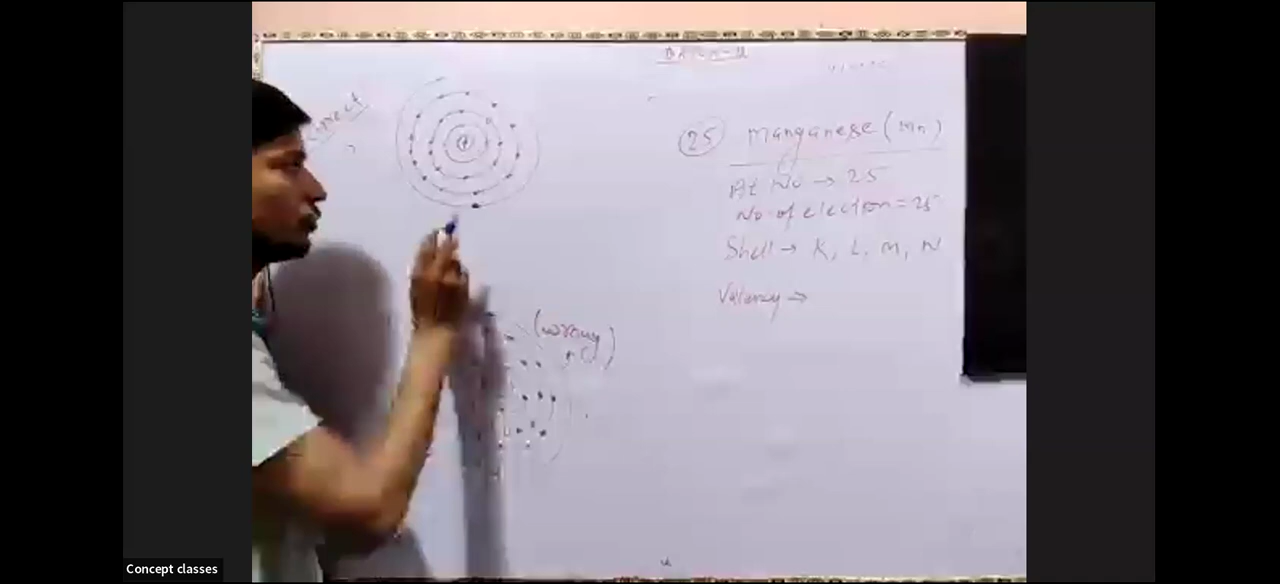 (25) Manganese (Mn)
At No → 25
No. of election = 25
Shell → K, L, M, N
Valency →
(wrong)
Concept classes